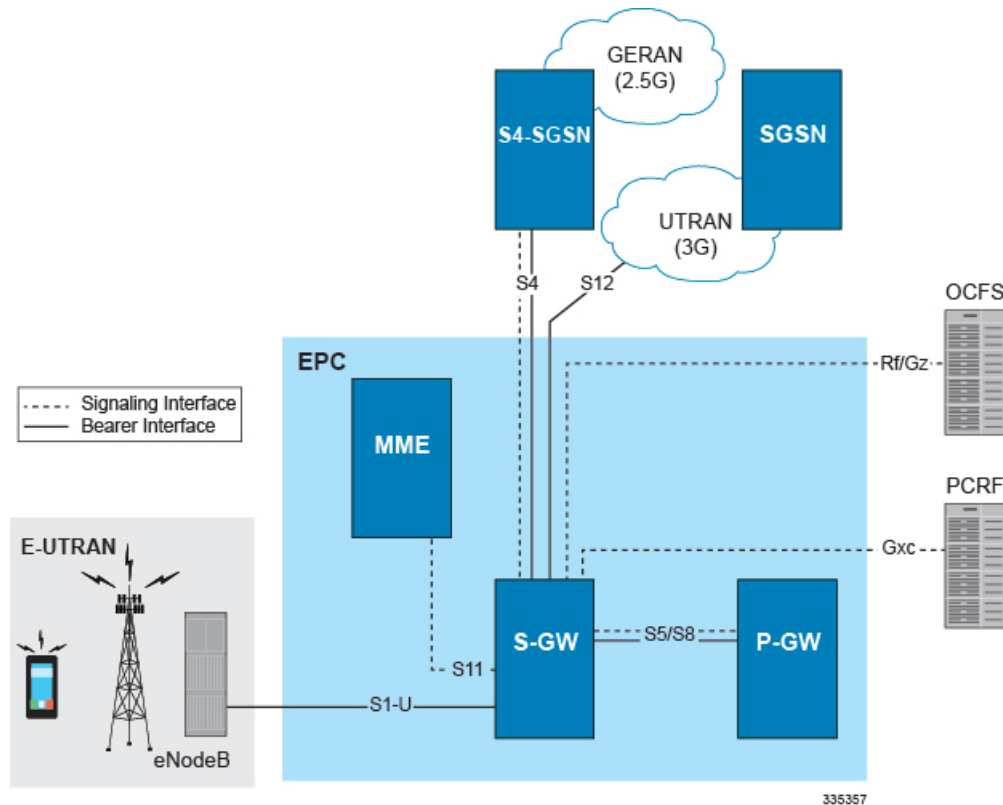 GERAN
(2.5G)
S4-SGSN
SGSN
UTRAN
(3G)
S4
S12
OCFS
EPC
Rf/Gz
Signaling Interface
Bearer Interface
MME
PCRF
E-UTRAN
Gxc
S-GW
S5/S8
P-GW
S11
S1-U
eNodeB
335357